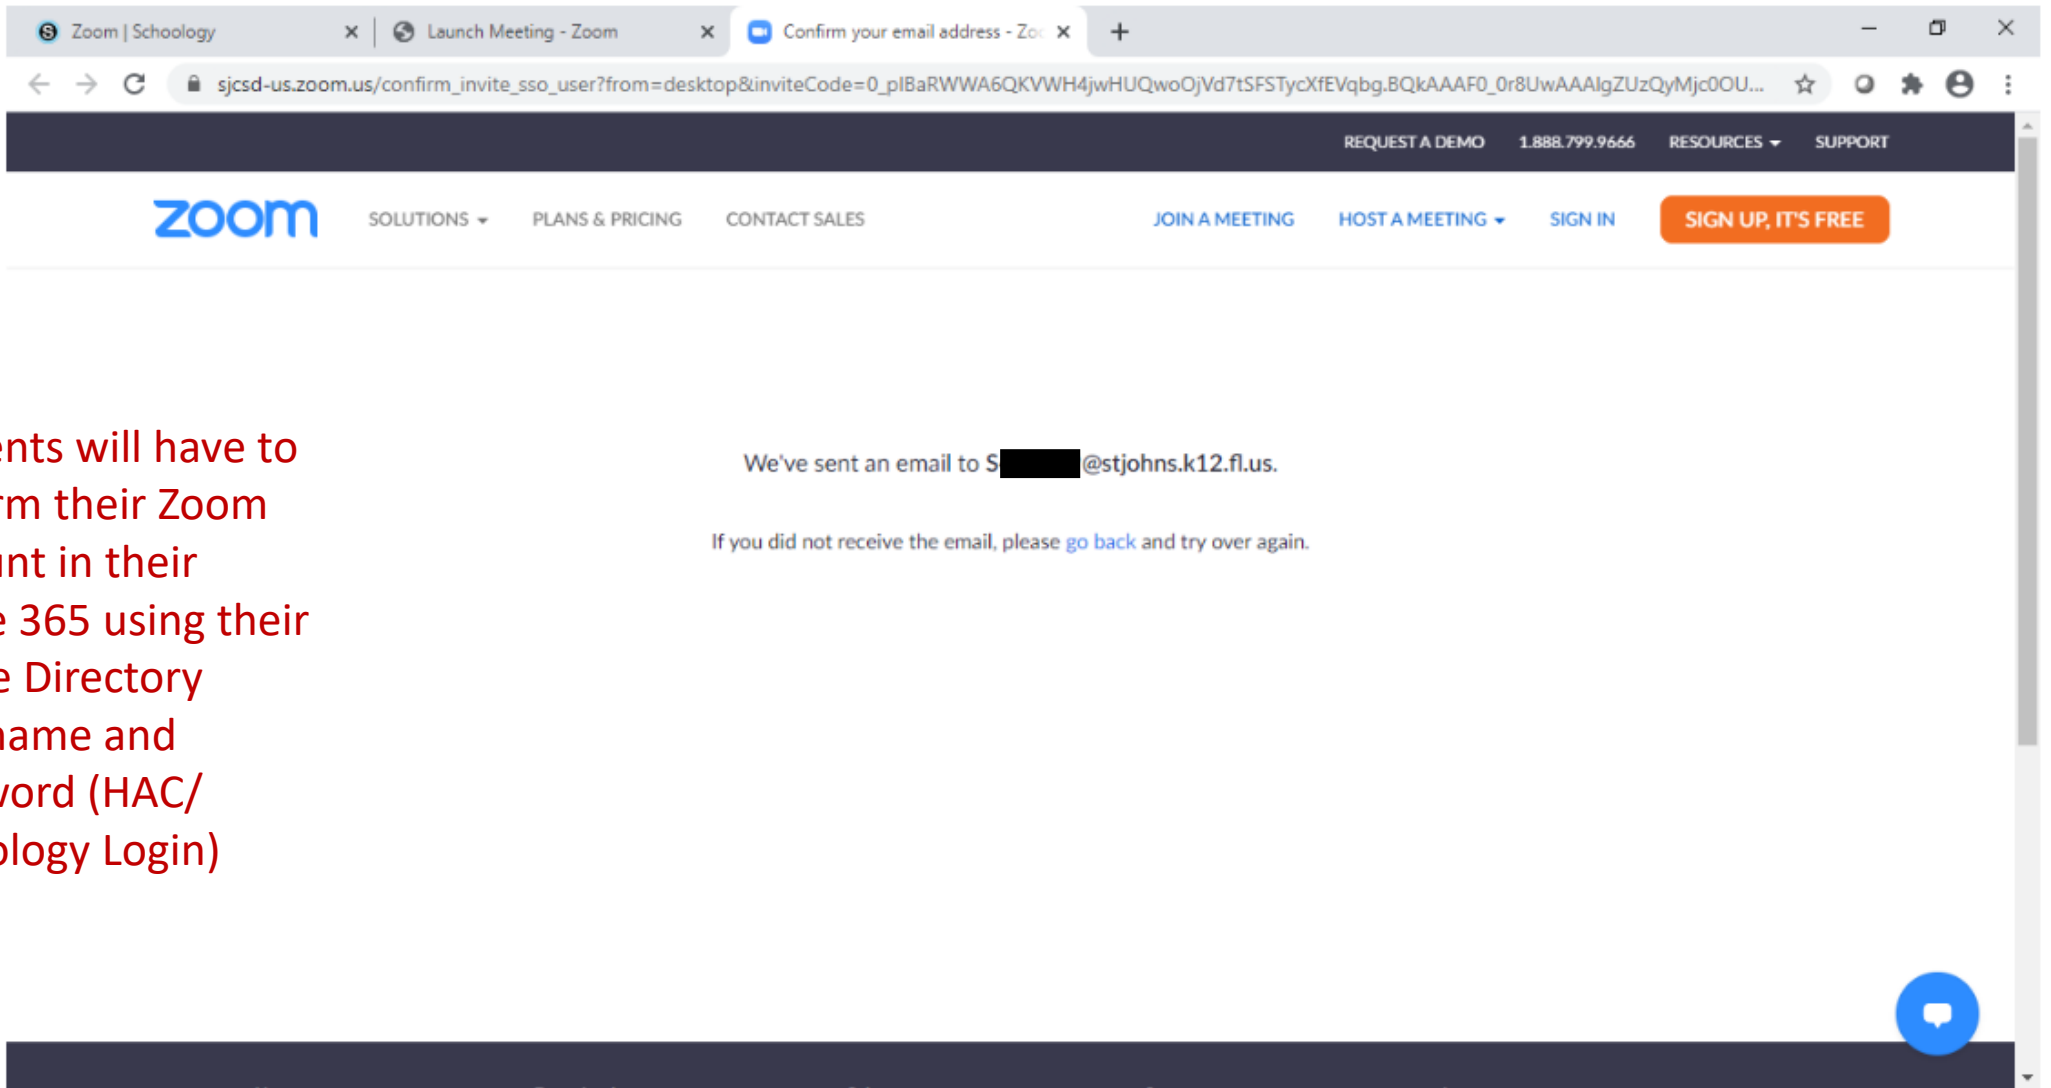 Zoom | Schoology
Launch Meeting - Zoom
Confirm your email address - Zo
sjcsd-us.zoom.us/confirm_invite_sso_user?from=desktop&inviteCode=0_pIBaRWWA6QKVWH4jwHUQwoOjVd7tSFSTycXfEVqbg.BQkAAAF0_0r8UwAAAIgZUzQyMjc0OU...
REQUEST A DEMO 1.888.799.9666 RESOURCES SUPPORT
zoom SOLUTIONS PLANS & PRICING CONTACT SALES JOIN A MEETING HOST A MEETING SIGN IN SIGN UP, IT'S FREE
ents will have to
rm their Zoom
unt in their
e 365 using their
e Directory
name and
word (HAC/
ology Login)
We've sent an email to S @stjohns.k12.fl.us.
If you did not receive the email, please go back and try over again.